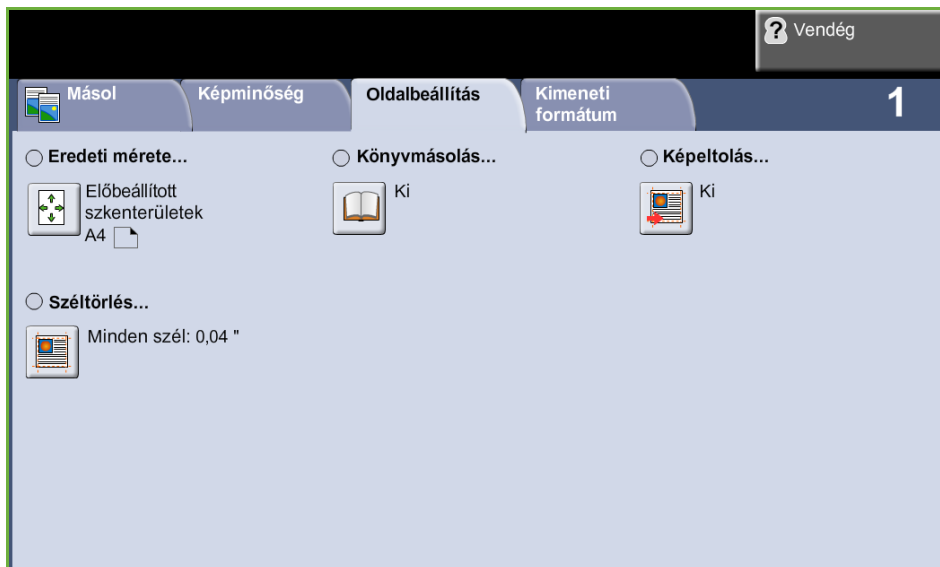 ? Vendég
Másol
Képminőség
Oldalbeállítás
Kimeneti
formátum
1
Eredeti mérete...
Előbeállított
szkenterületek
A4
Könyvmásolás...
Ki
Képeltolás...
Ki
Széltörlés...
Minden szél: 0,04 "